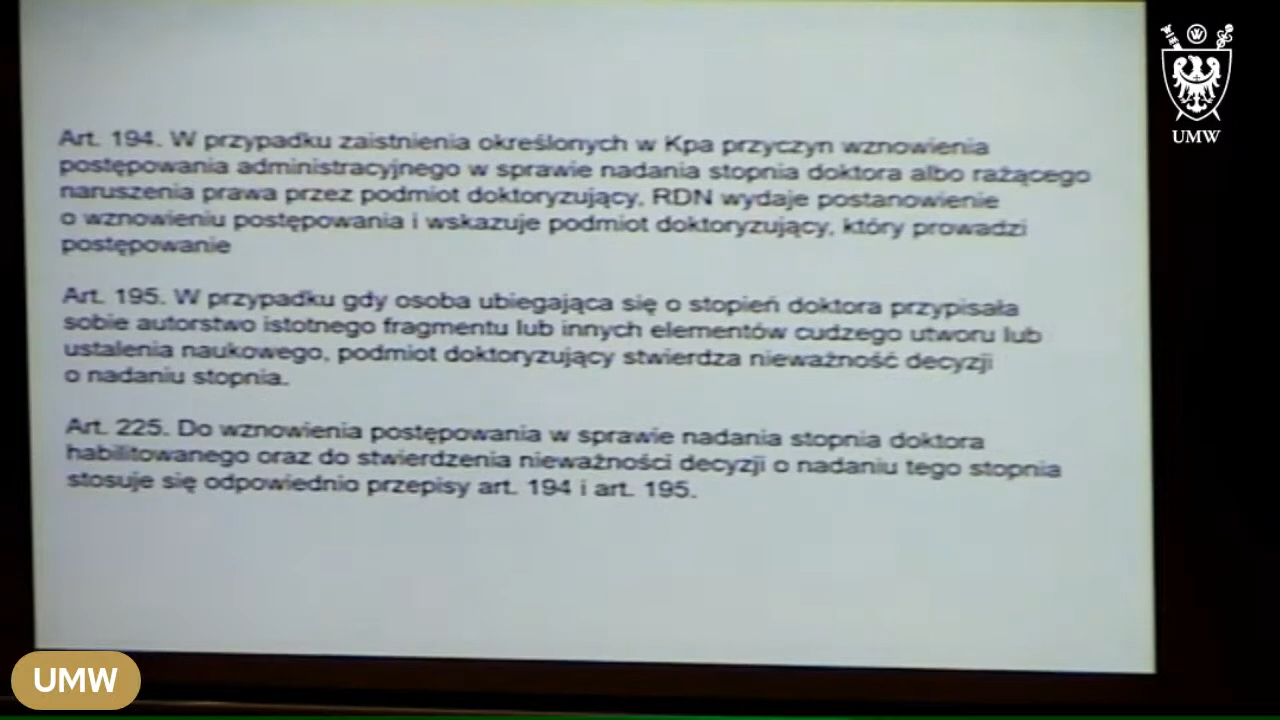 Art. 194. W przypadku zaistnienia określonych w Kpa przyczyn wznowienia
postępowania administracyjnego w sprawie nadania stopnia doktora albo rażącego
naruszenia prawa przez podmiot doktoryzujący, RDN wydaje postanowienie
o wznowieniu postępowania i wskazuje podmiot doktoryzujący, który prowadzi
postępowanie
Art. 195. W przypadku gdy osoba ubiegająca się o stopień doktora przypisała
sobie autorstwo istotnego fragmentu lub innych elementów cudzego utworu lub
ustalenia naukowego, podmiot doktoryzujący stwierdza nieważność decyzji
o nadaniu stopnia.
Art. 225. Do wznowienia postępowania w sprawie nadania stopnia doktora
habilitowanego oraz do stwierdzenia nieważności decyzji o nadaniu tego stopnia
stosuje się odpowiednio przepisy art. 194 i art. 195.
W
UMW
UMW